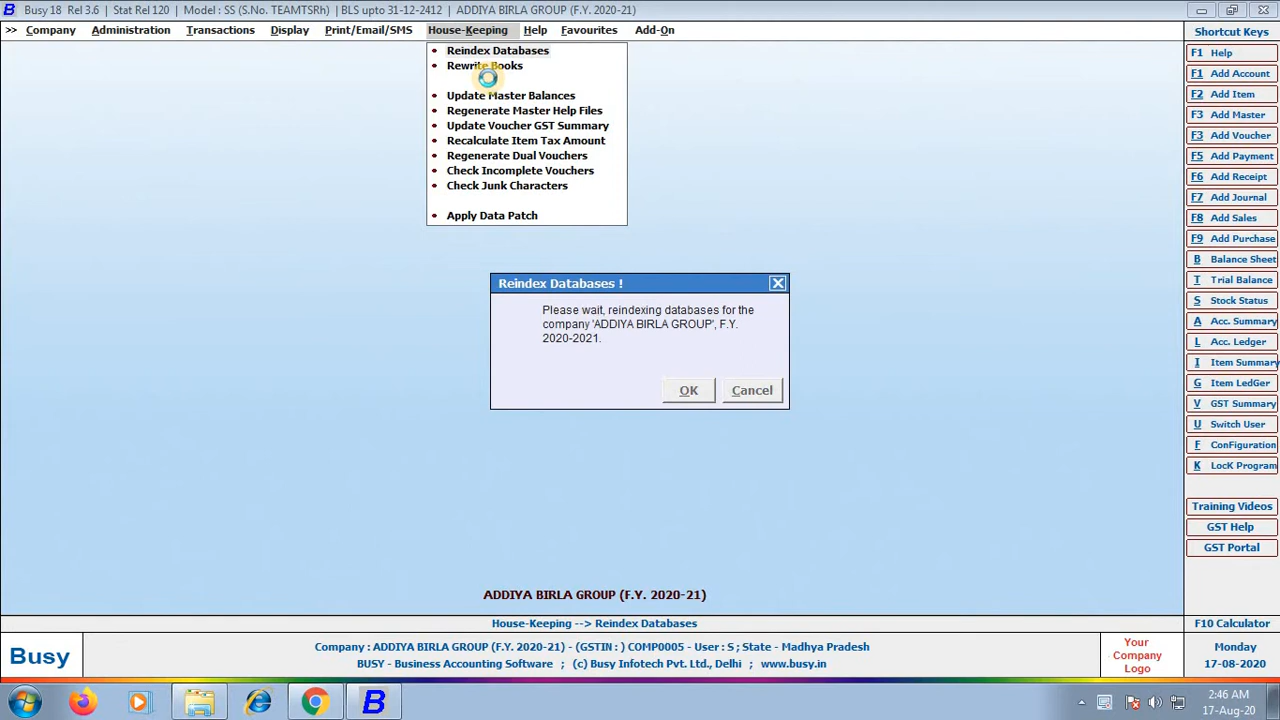 Busy 18 Rel 3.6 | Stat Rel 120 | Model : SS (S.No. TEAMTSRh) | BLS upto 31-12-2412 | ADDIYA BIRLA GROUP (F.Y. 2020-21)
>> Company Administration Transactions Display Print/Email/SMS House-Keeping Help Favourites Add-On
Shortcut Keys
Reindex Databases
Rewrite Books
Update Master Balances
Regenerate Master Help Files
Update Voucher GST Summary
Recalculate Item Tax Amount
Regenerate Dual Vouchers
Check Incomplete Vouchers
Check Junk Characters
Apply Data Patch
Reindex Databases !
Please wait, reindexing databases for the
company 'ADDIYA BIRLA GROUP', F.Y.
2020-2021.
OK Cancel
F1 Help
F1 Add Account
F2 Add Item
F3 Add Master
F3 Add Voucher
F5 Add Payment
F6 Add Receipt
F7 Add Journal
F8 Add Sales
F9 Add Purchase
B Balance Sheet
T Trial Balance
S Stock Status
A Acc. Summary
L Acc. Ledger
I Item Summary
G Item LedGer
V GST Summary
U Switch User
F ConFiguration
K LocK Program
Training Videos
GST Help
GST Portal
ADDIYA BIRLA GROUP (F.Y. 2020-21)
House-Keeping --> Reindex Databases
F10 Calculator
Busy
Company : ADDIYA BIRLA GROUP (F.Y. 2020-21) - (GSTIN : ) COMP0005 - User : S ; State - Madhya Pradesh
BUSY - Business Accounting Software ; (c) Busy Infotech Pvt. Ltd., Delhi ; www.busy.in
Your
Company
Logo
Monday
17-08-2020
2:46 AM
17-Aug-20